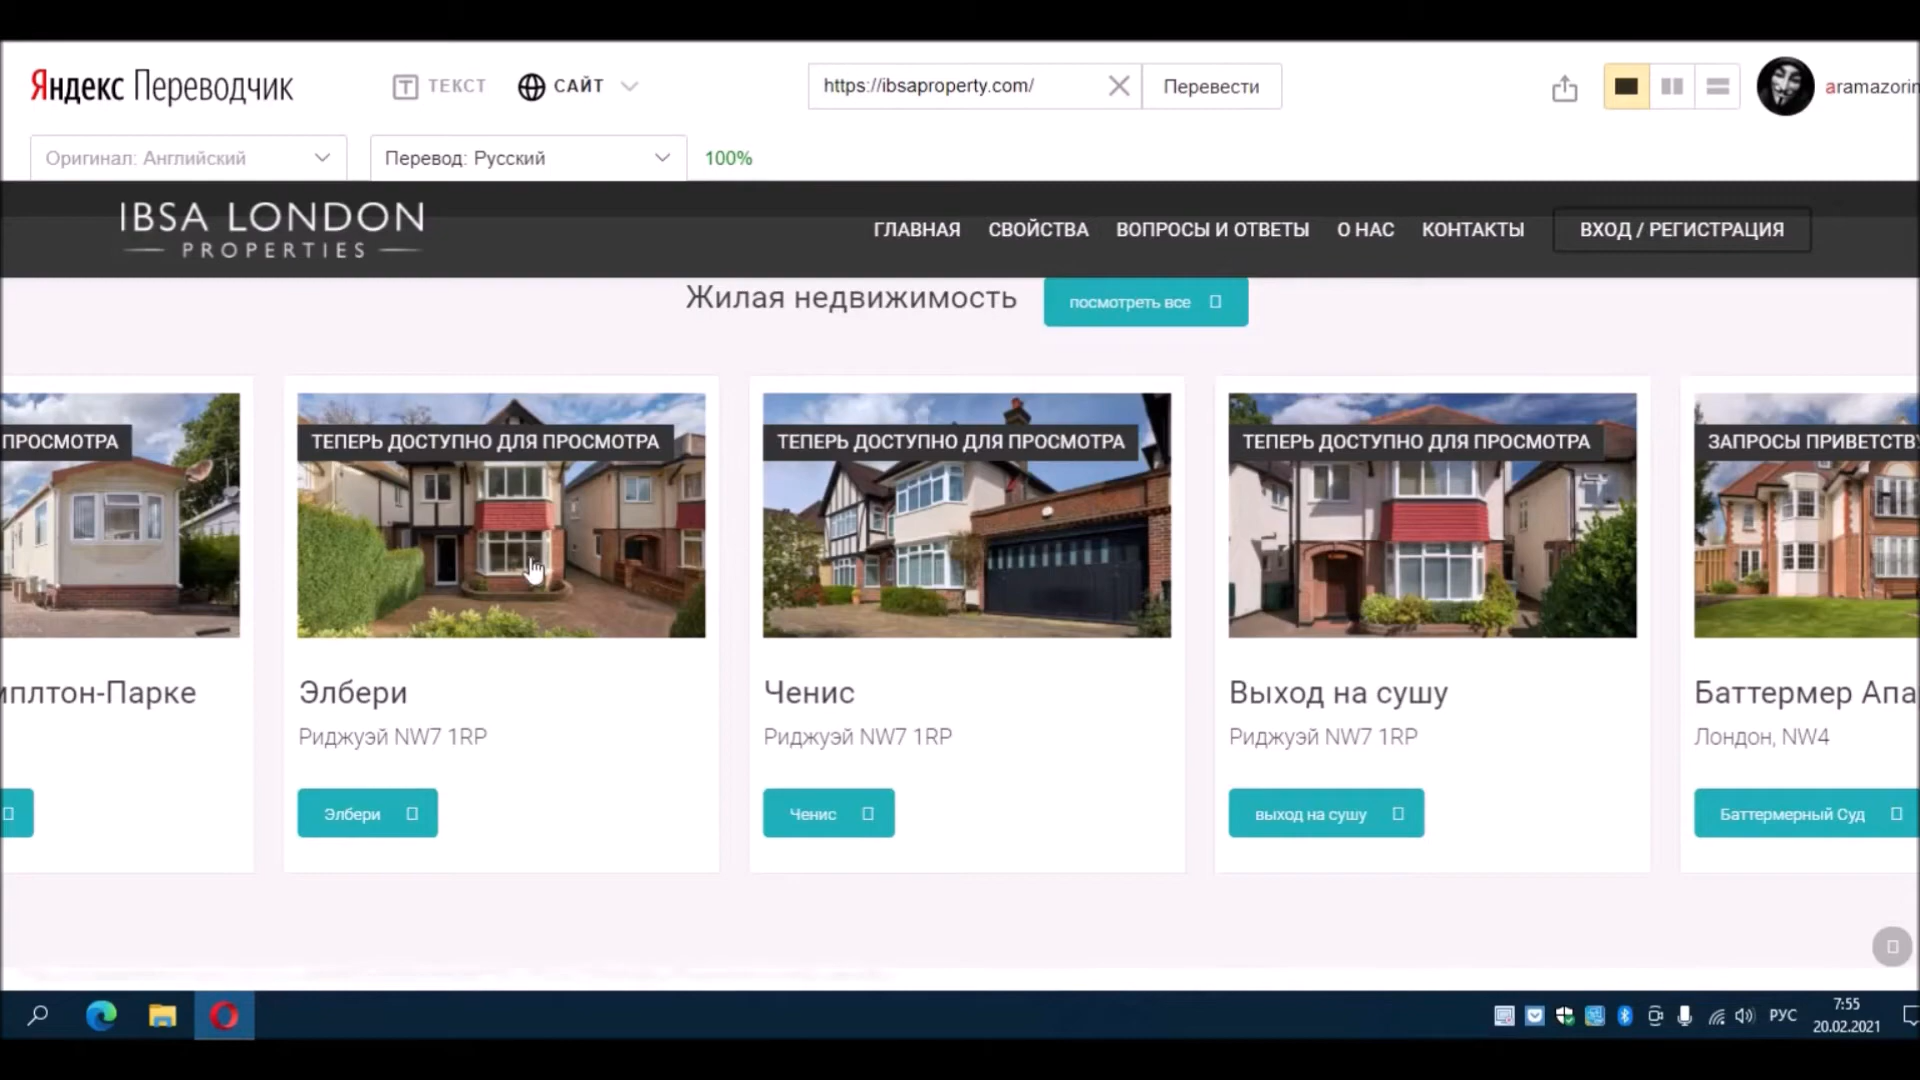 Яндекс Переводчик
ТЕКСТ
САЙТ
https://ibsaproperty.com/
Перевести
Оригинал: Английский
Перевод: Русский
100%
IBSA LONDON
PROPERTIES
ГЛАВНАЯ
СВОЙСТВА
ВОПРОСЫ И ОТВЕТЫ
О НАС
КОНТАКТЫ
ВХОД / РЕГИСТРАЦИЯ
Жилая недвижимость
посмотреть все
ПРОСМОТРА
мплтон-Парке
ТЕПЕРЬ ДОСТУПНО ДЛЯ ПРОСМОТРА
Элбери
Риджуэй NW7 1RP
Элбери
ТЕПЕРЬ ДОСТУПНО ДЛЯ ПРОСМОТРА
Ченис
Риджуэй NW7 1RP
Ченис
ТЕПЕРЬ ДОСТУПНО ДЛЯ ПРОСМОТРА
Выход на сушу
Риджуэй NW7 1RP
выход на сушу
ЗАПРОСЫ ПРИВЕТСТВУ
Баттермер Апа
Лондон, NW4
Баттермерный Суд
РУС
7:55
20.02.2021